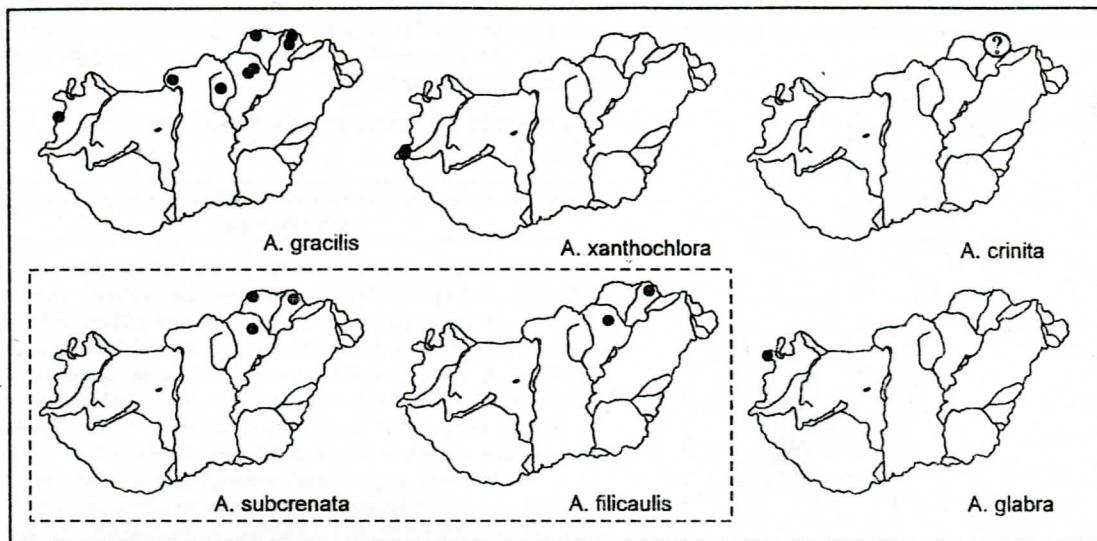 ?
A. gracilis
A. xanthochlora
A. crinita
A. subcrenata
A. filicaulis
A. glabra